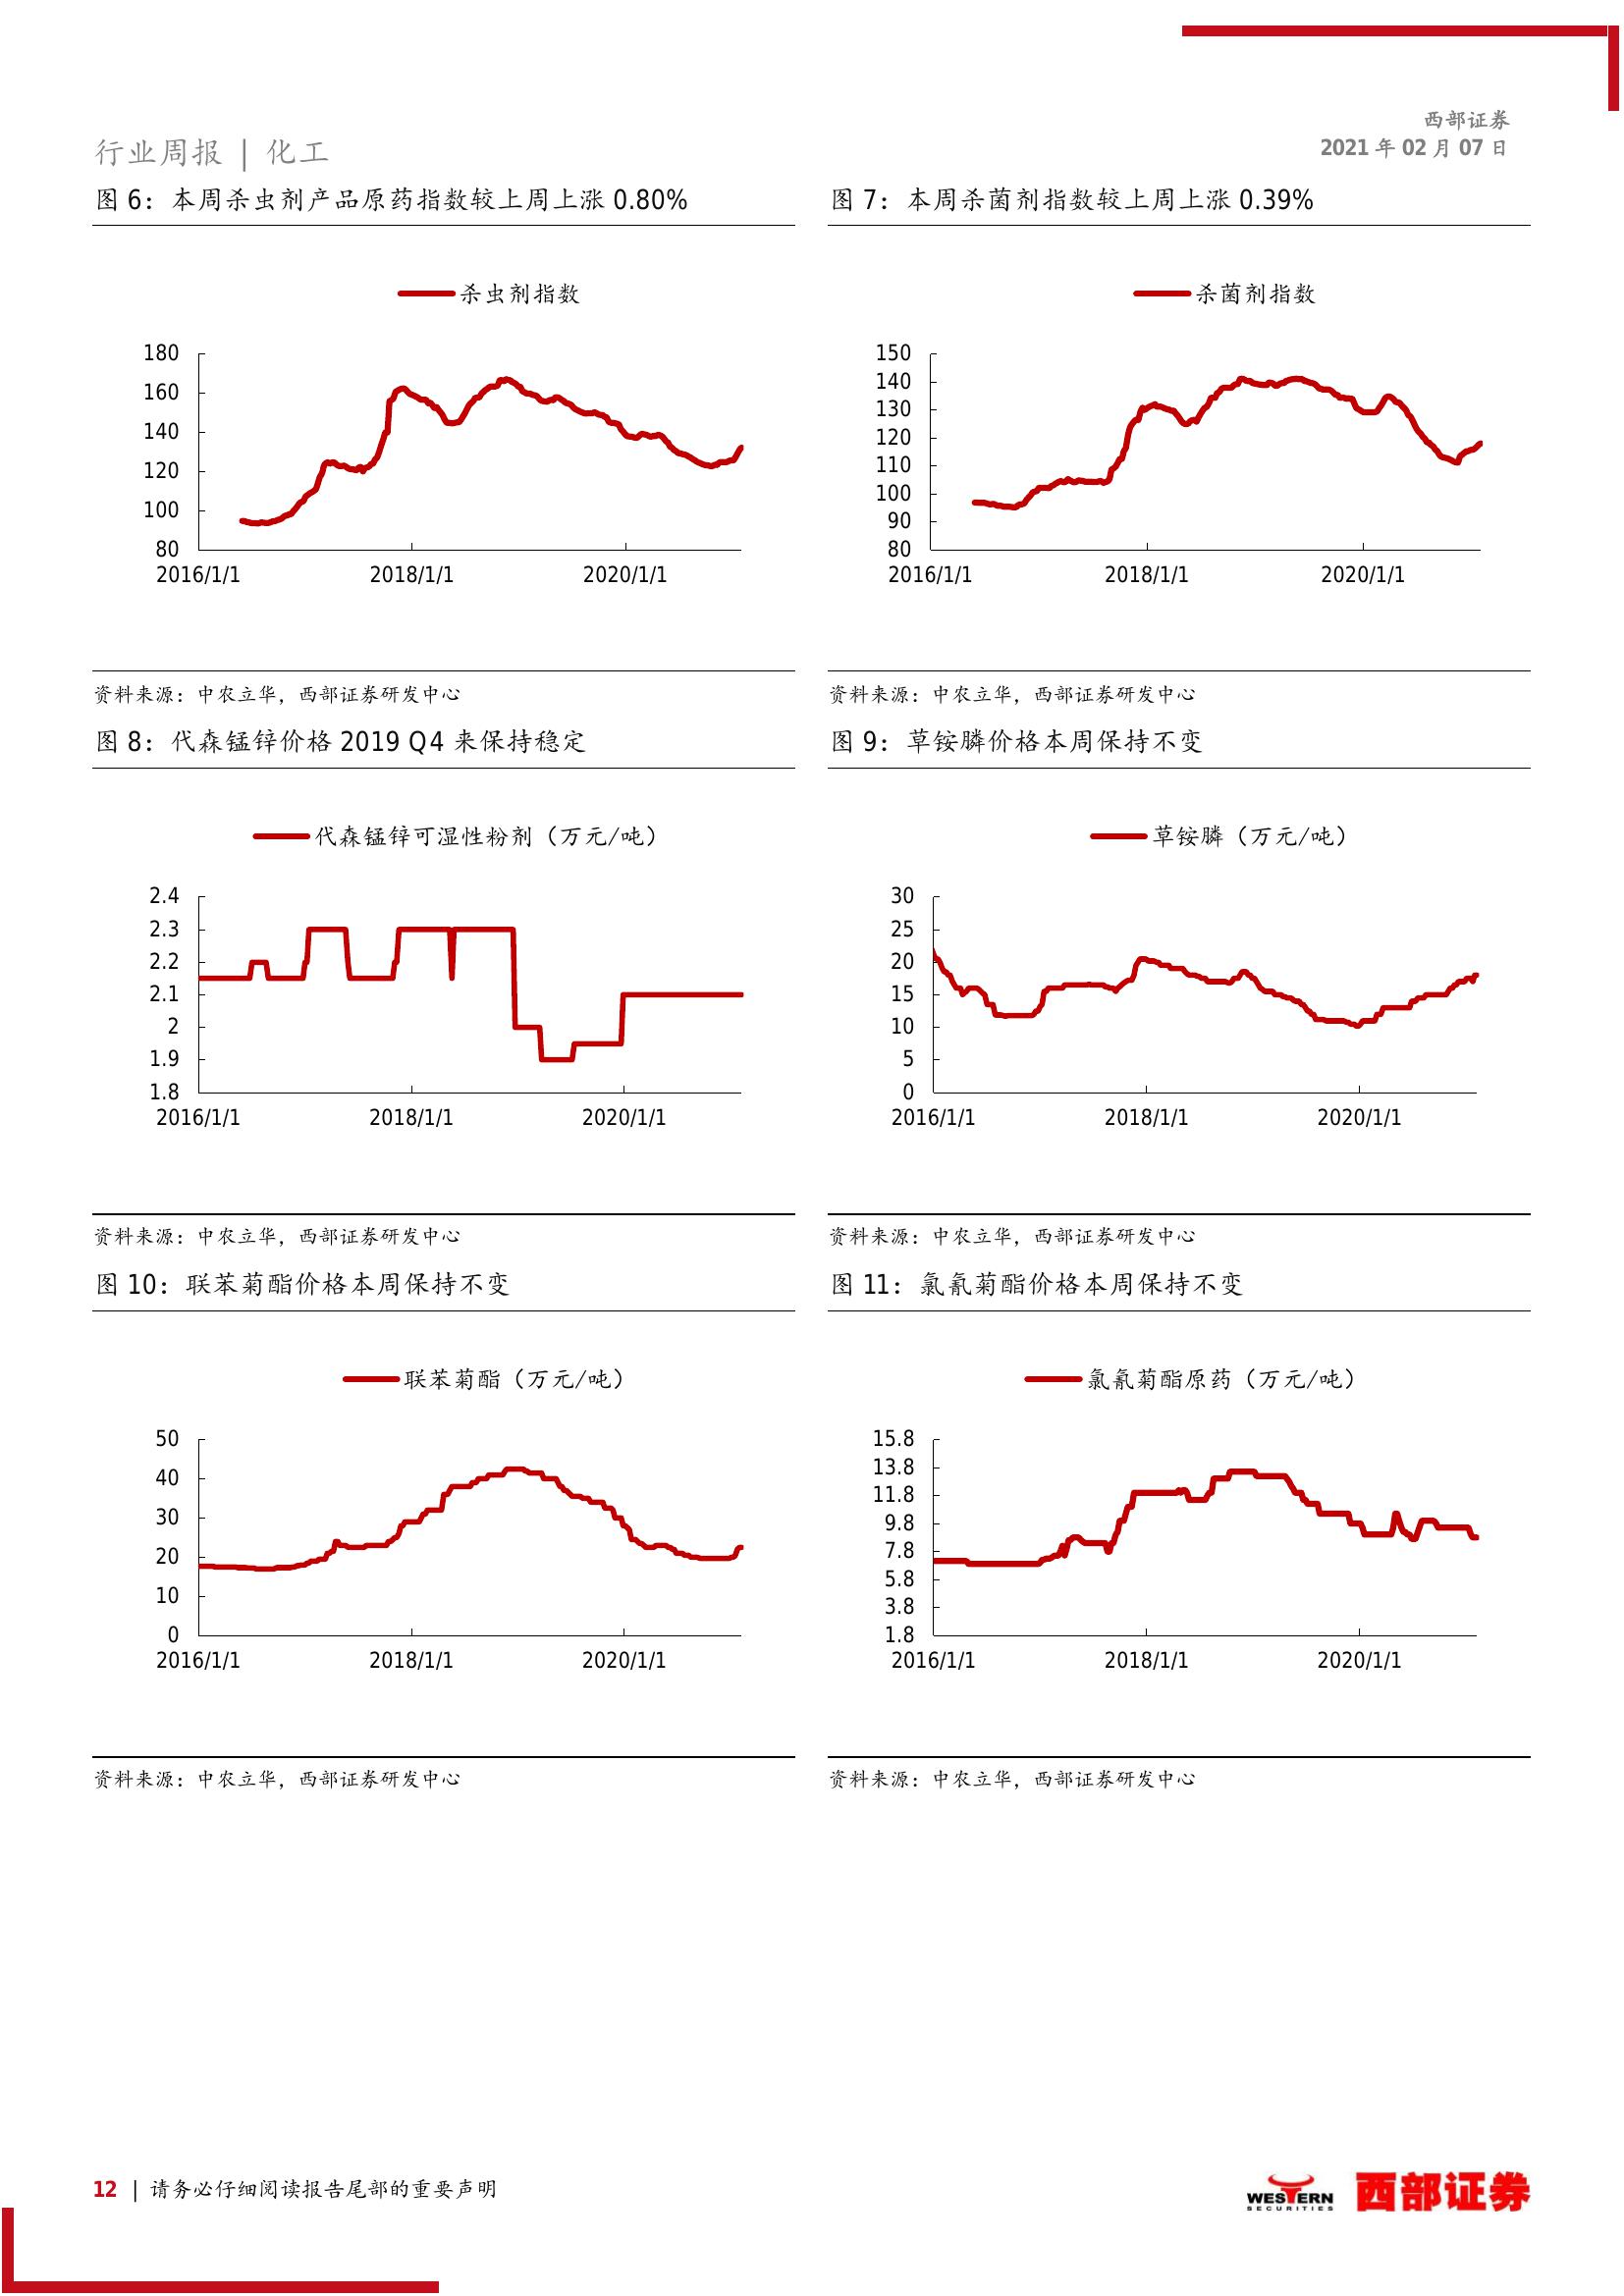 西部证券
2021 年 02 月 07 日
行业周报 | 化工
图 6：本周杀虫剂产品原药指数较上周上涨 0.80%
杀虫剂指数
180
160
140
120
100
80
2016/1/1 2018/1/1 2020/1/1
资料来源：中农立华，西部证券研发中心
图 7：本周杀菌剂指数较上周上涨 0.39%
杀菌剂指数
150
140
130
120
110
100
90
80
2016/1/1 2018/1/1 2020/1/1
资料来源：中农立华，西部证券研发中心
图 8：代森锰锌价格 2019 Q4 来保持稳定
代森锰锌可湿性粉剂（万元/吨）
2.4
2.3
2.2
2.1
2
1.9
1.8
2016/1/1 2018/1/1 2020/1/1
资料来源：中农立华，西部证券研发中心
图 9：草铵膦价格本周保持不变
草铵膦（万元/吨）
30
25
20
15
10
5
0
2016/1/1 2018/1/1 2020/1/1
资料来源：中农立华，西部证券研发中心
图 10：联苯菊酯价格本周保持不变
联苯菊酯（万元/吨）
50
40
30
20
10
0
2016/1/1 2018/1/1 2020/1/1
资料来源：中农立华，西部证券研发中心
图 11：氯氰菊酯价格本周保持不变
氯氰菊酯原药（万元/吨）
15.8
13.8
11.8
9.8
7.8
5.8
3.8
1.8
2016/1/1 2018/1/1 2020/1/1
资料来源：中农立华，西部证券研发中心
12 | 请务必仔细阅读报告尾部的重要声明
WESTERN
SECURITIES
西部证券